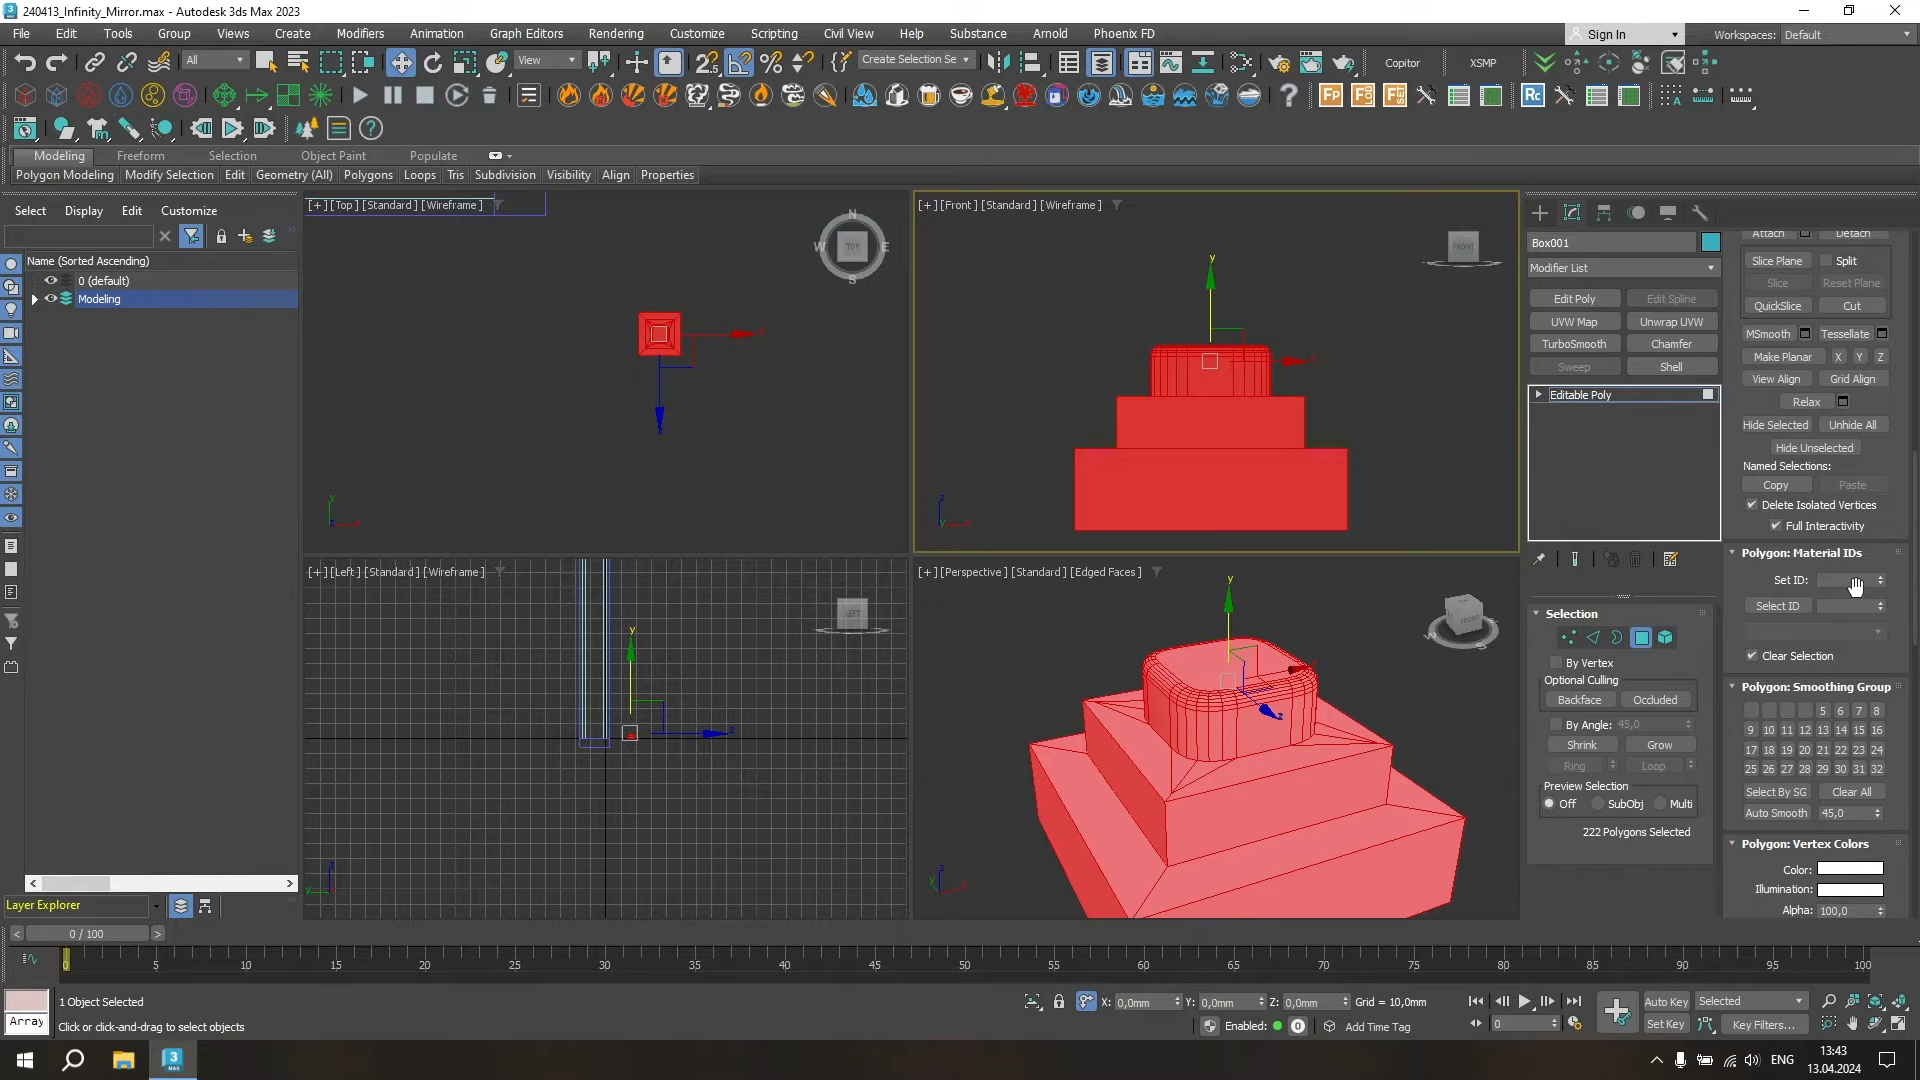 240413_Infinity_Mirror.max - Autodesk 3ds Max 2023
File Edit Tools Group Views Create Modifiers Animation Graph Editors Rendering Customize Scripting Civil View Help Substance Arnold Phoenix FD Sign In Workspaces: Default
All View Create Selection Se Copitor XSMP
Modeling Freeform Selection Object Paint Populate
Polygon Modeling Modify Selection Edit Geometry (All) Polygons Loops Tris Subdivision Visibility Align Properties
Select Display Edit Customize
Name (Sorted Ascending)
0 (default)
Modeling
Layer Explorer
[+] [Top] [Standard] [Wireframe]
TOP
N
W
E
S
[+] [Front] [Standard] [Wireframe]
FRONT
[+] [Left] [Standard] [Wireframe]
LEFT
[+] [Perspective] [Standard] [Edged Faces]
FRONT
Box001
Modifier List
Edit Poly Edit Spline
UVW Map Unwrap UVW
TurboSmooth Chamfer
Sweep Shell
Editable Poly
Selection
By Vertex
Optional Culling
Backface Occluded
By Angle: 45,0
Shrink Grow
Ring Loop
Preview Selection
Off SubObj Multi
222 Polygons Selected
Attach Detach
Slice Plane Split
Slice Reset Plane
QuickSlice Cut
MSmooth Tessellate
Make Planar X Y Z
View Align Grid Align
Relax
Hide Selected Unhide All
Hide Unselected
Named Selections:
Copy Paste
Delete Isolated Vertices
Full Interactivity
Polygon: Material IDs
Set ID:
Select ID
Clear Selection
Polygon: Smoothing Group
5 6 7 8
9 10 11 12 13 14 15 16
17 18 19 20 21 22 23 24
25 26 27 28 29 30 31 32
Select By SG Clear All
Auto Smooth 45,0
Polygon: Vertex Colors
Color:
Illumination:
Alpha: 100,0
0 / 100
0 5 10 15 20 25 30 35 40 45 50 55 60 65 70 75 80 85 90 95 100
1 Object Selected X: 0,0mm Y: 0,0mm Z: 0,0mm Grid = 10,0mm Auto Key Selected
Array Click or click-and-drag to select objects Enabled: 0 Add Time Tag 0 Set Key Key Filters...
ENG 13:43
13.04.2024